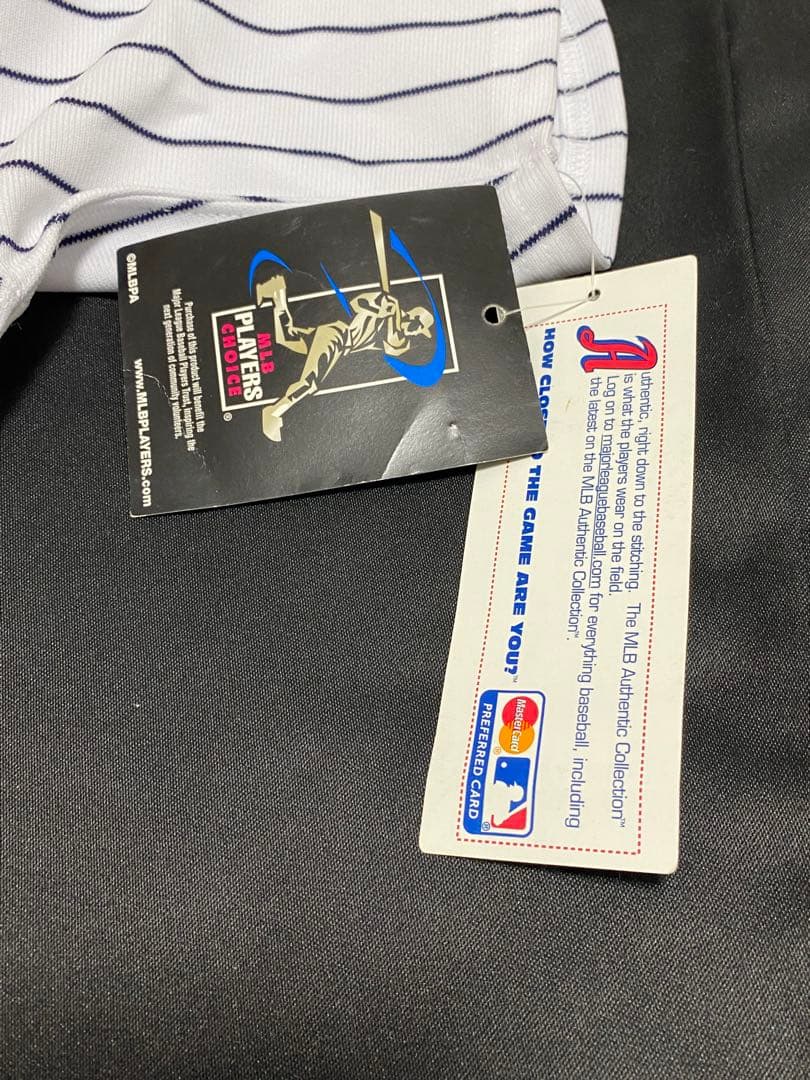 MLB
PLAYERS
CHOICE®
Purchase of this product will benefit the
Major League Baseball Players Trust, inspiring the
next generation of community volunteers.
©MLBPA
www.MLBPLAYERS.com
Authentic, right down to the stitching. The MLB Authentic Collection™
is what the players wear on the field.
Log on to majorleaguebaseball.com for everything baseball, including
the latest on the MLB Authentic Collection™.
HOW CLOSE THE GAME ARE YOU?™
MasterCard®
PREFERRED CARD®